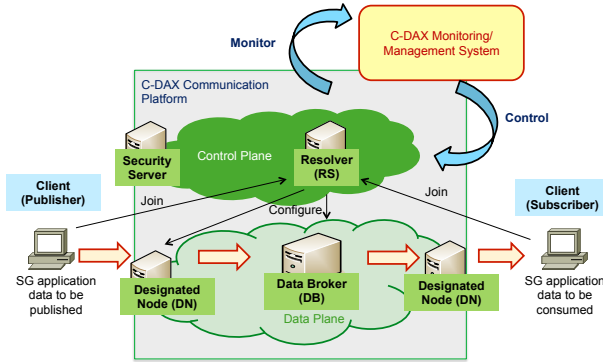 Monitor
C-DAX Monitoring/
Management System
C-DAX Communication
Platform
Control
Security
Server
Control Plane
Resolver
(RS)
Client
(Publisher)
Join
Configure
Join
Client
(Subscriber)
SG application
data to be
published
Designated
Node (DN)
Data Broker
(DB)
Data Plane
Designated
Node (DN)
SG application
data to be
consumed